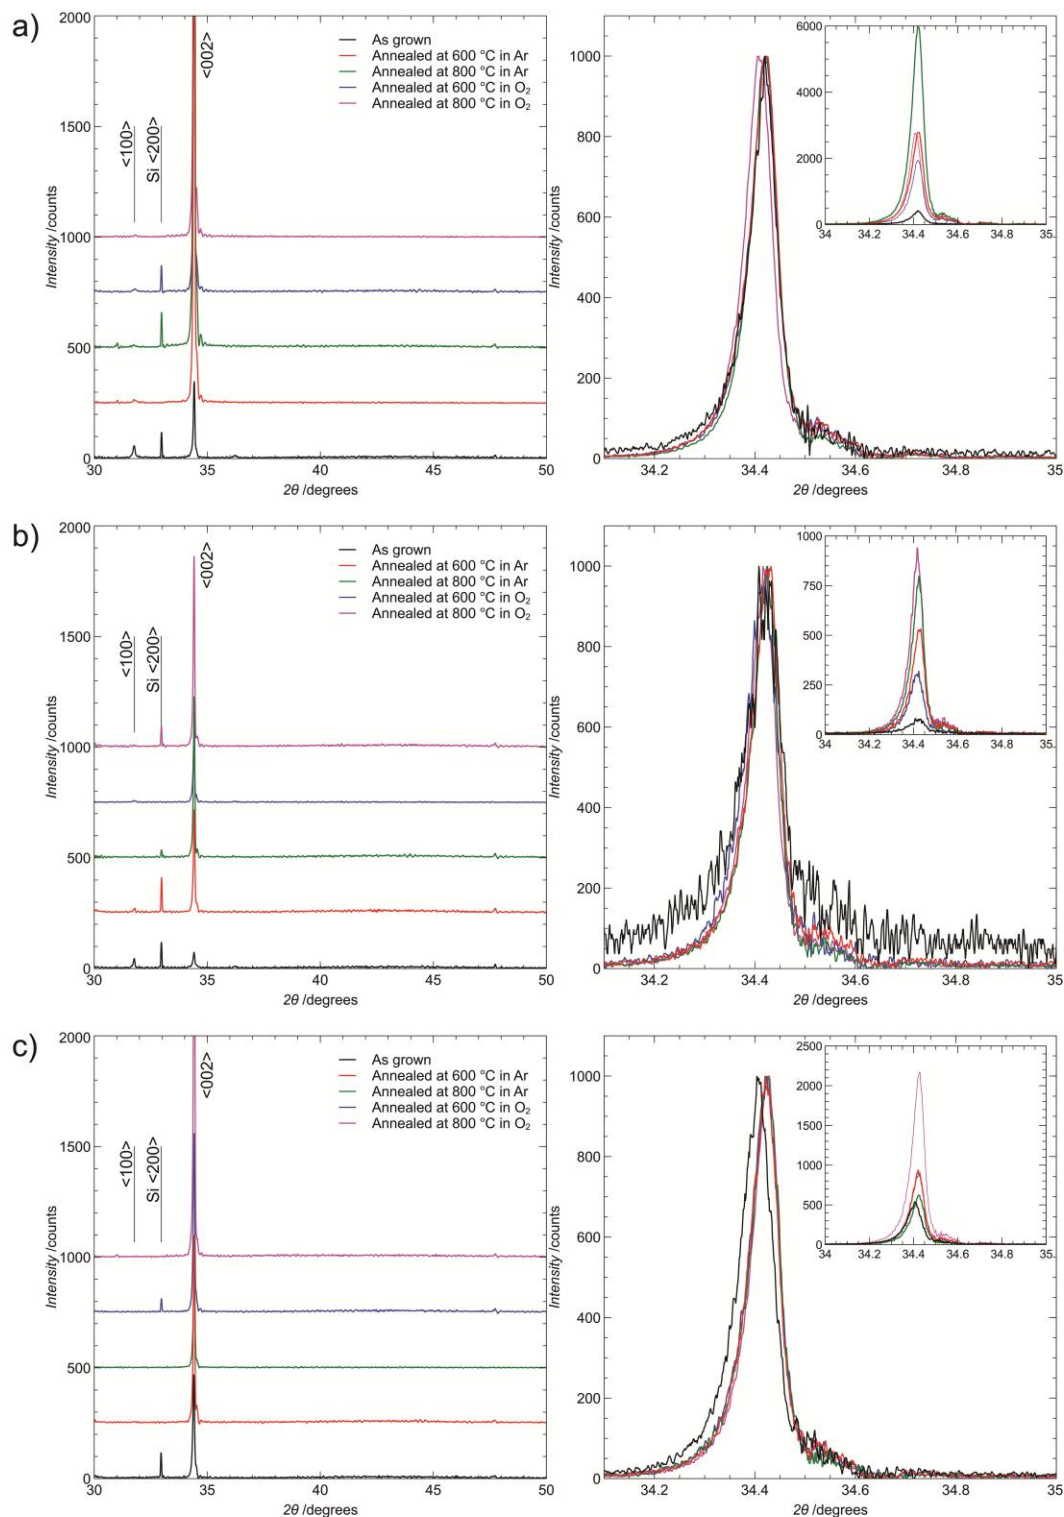 a)
2000
1500
1000
500
0
Intensity /counts
<100>
Si <200>
<002>
As grown
Annealed at 600 °C in Ar
Annealed at 800 °C in Ar
Annealed at 600 °C in O₂
Annealed at 800 °C in O₂
30 35 40 45 50
2θ /degrees
1000
800
600
400
200
0
Intensity /counts
34.2 34.4 34.6 34.8 35
2θ /degrees
6000
4000
2000
0
34 34.2 34.4 34.6 34.8 35
b)
2000
1500
1000
500
0
Intensity /counts
<100>
Si <200>
<002>
As grown
Annealed at 600 °C in Ar
Annealed at 800 °C in Ar
Annealed at 600 °C in O₂
Annealed at 800 °C in O₂
30 35 40 45 50
2θ /degrees
1000
800
600
400
200
0
Intensity /counts
34.2 34.4 34.6 34.8 35
2θ /degrees
1000
750
500
250
0
34 34.2 34.4 34.6 34.8 35
c)
2000
1500
1000
500
0
Intensity /counts
<100>
Si <200>
<002>
As grown
Annealed at 600 °C in Ar
Annealed at 800 °C in Ar
Annealed at 600 °C in O₂
Annealed at 800 °C in O₂
30 35 40 45 50
2θ /degrees
1000
800
600
400
200
0
Intensity /counts
34.2 34.4 34.6 34.8 35
2θ /degrees
2500
2000
1500
1000
500
0
34 34.2 34.4 34.6 34.8 35